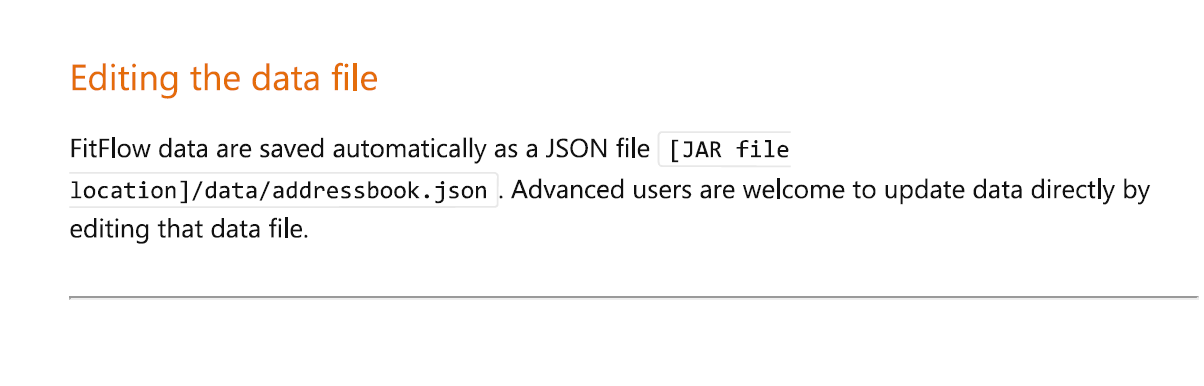 Editing the data file
FitFlow data are saved automatically as a JSON file [JAR file
location]/data/addressbook.json . Advanced users are welcome to update data directly by
editing that data file.